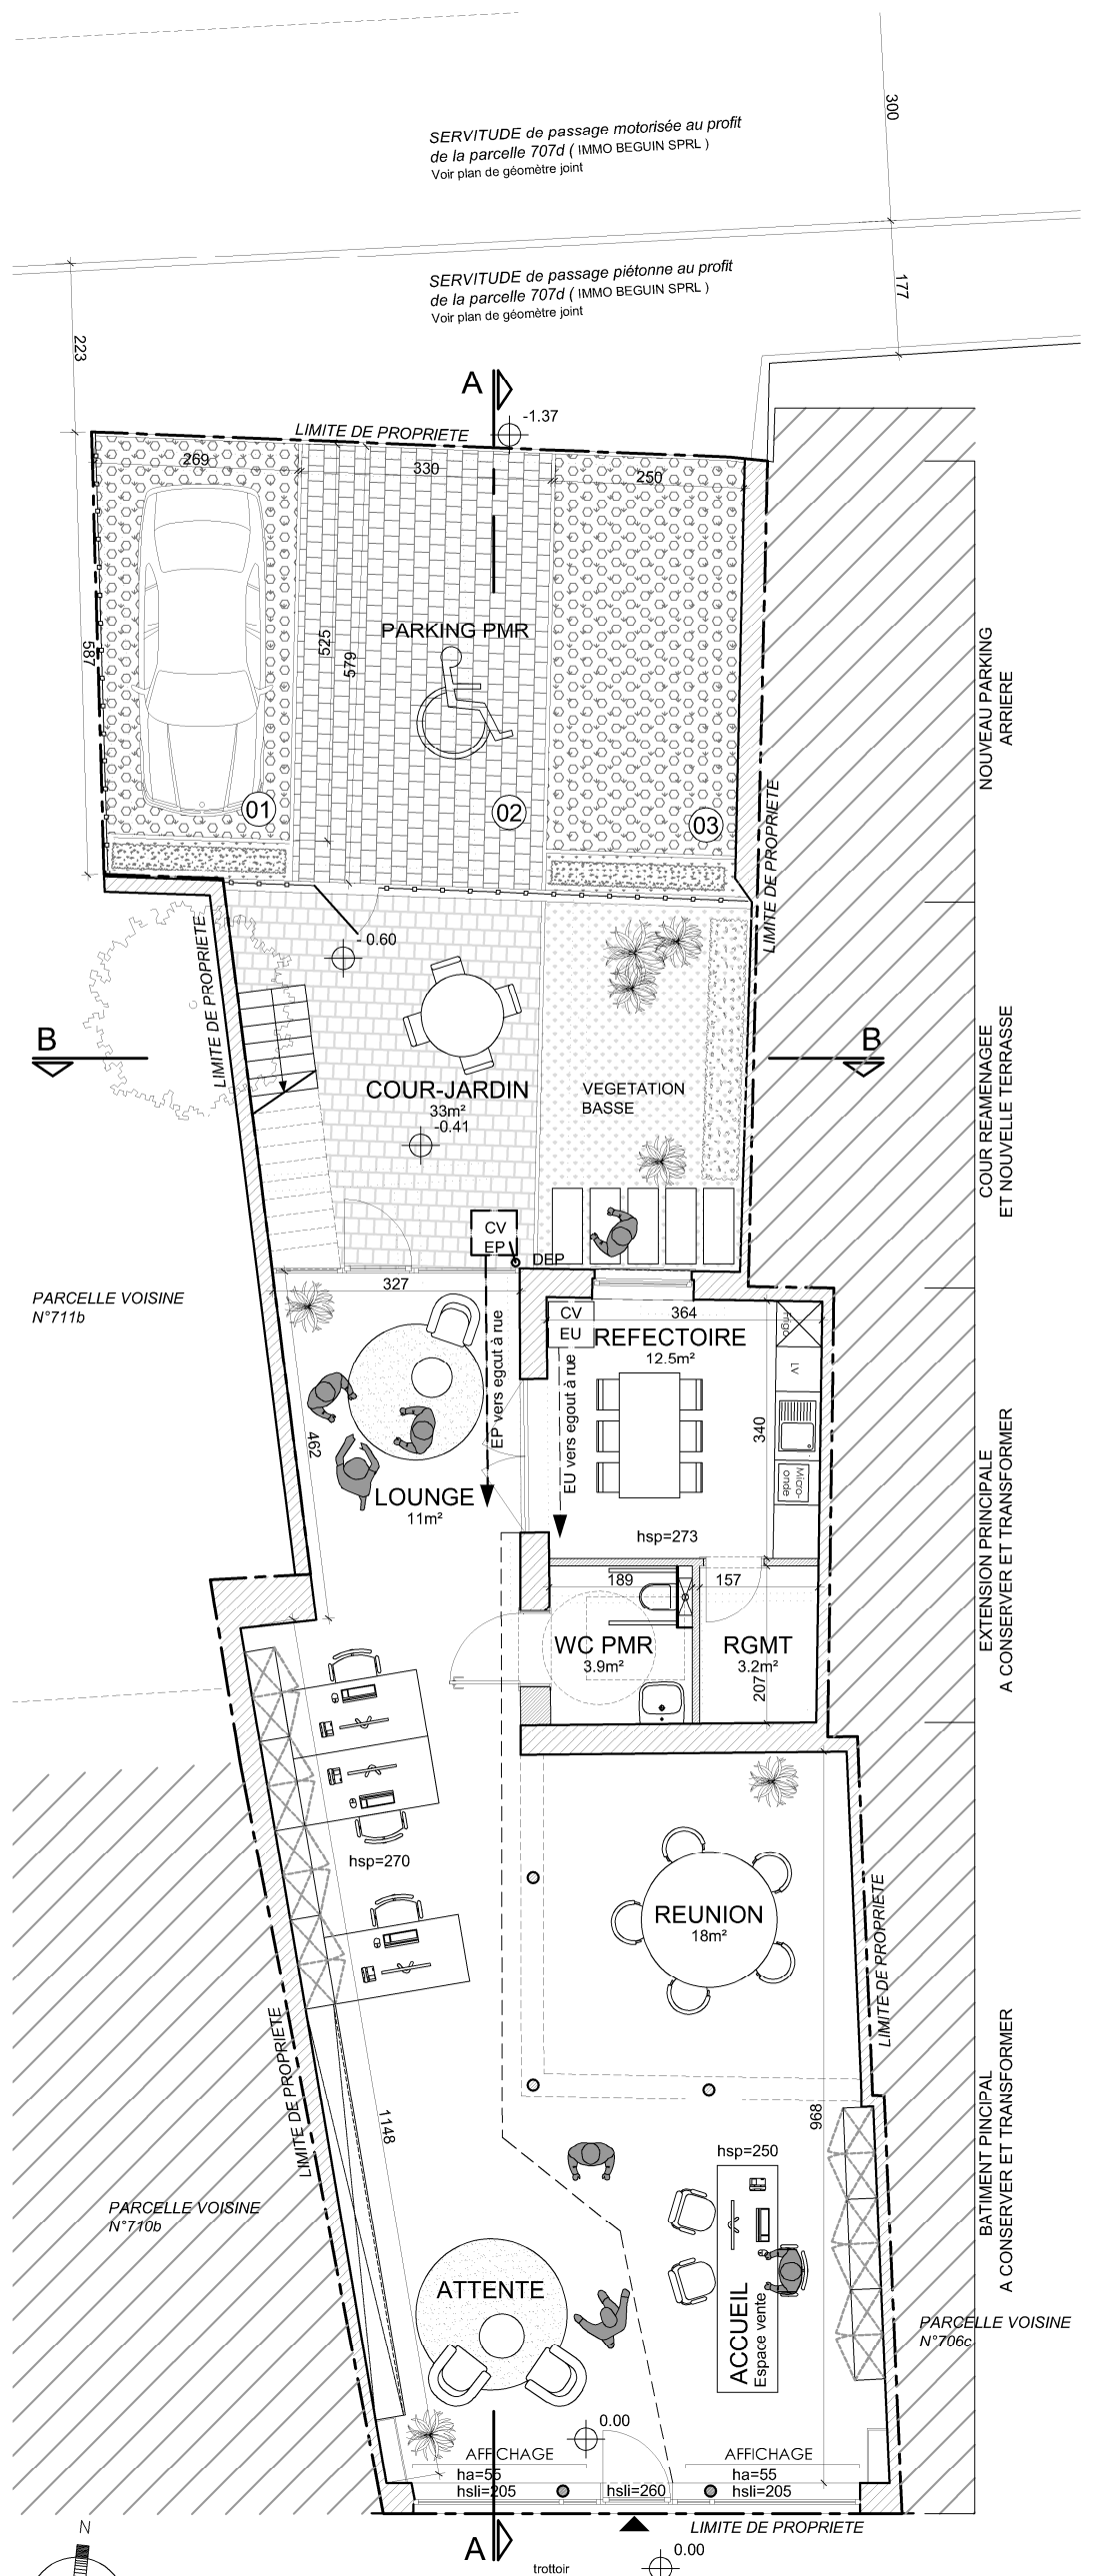 300
SERVITUDE de passage motorisée au profit
de la parcelle 707d ( IMMO BEGUIN SPRL )
Voir plan de géomètre joint
177
SERVITUDE de passage piétonne au profit
de la parcelle 707d ( IMMO BEGUIN SPRL )
Voir plan de géomètre joint
223
A
-1.37
LIMITE DE PROPRIETE
269
330
250
525
579
587
PARKING PMR
NOUVEAU PARKING
ARRIERE
01
02
03
LIMITE DE PROPRIETE
LIMITE DE PROPRIETE
- 0.60
B
B
COUR-JARDIN
33m²
-0.41
VEGETATION
BASSE
COUR REAMENAGEE
ET NOUVELLE TERRASSE
CV
EP
DEP
PARCELLE VOISINE
N°711b
327
CV
EU
364
REFECTOIRE
12.5m²
Frigo
LV
EP vers egout à rue
EU vers egout à rue
340
462
Micro-
onde
LOUNGE
11m²
hsp=273
EXTENSION PRINCIPALE
A CONSERVER ET TRANSFORMER
189
157
WC PMR
3.9m²
RGMT
3.2m²
207
hsp=270
REUNION
18m²
LIMITE DE PROPRIETE
LIMITE DE PROPRIETE
1148
968
hsp=250
BATIMENT PINCIPAL
A CONSERVER ET TRANSFORMER
PARCELLE VOISINE
N°710b
ATTENTE
ACCUEIL
Espace vente
PARCELLE VOISINE
N°706c
0.00
AFFICHAGE
ha=55
hsli=205
hsli=260
AFFICHAGE
ha=55
hsli=205
LIMITE DE PROPRIETE
N
A
0.00
trottoir